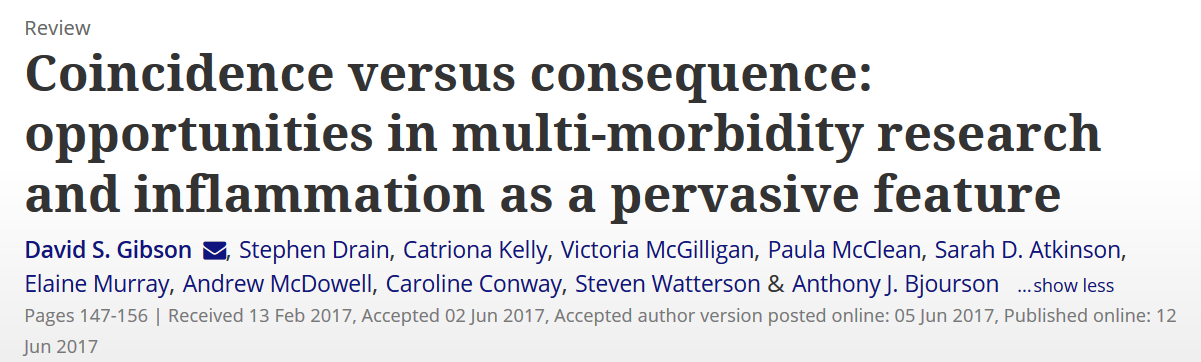 Review
Coincidence versus consequence:
opportunities in multi-morbidity research
and inflammation as a pervasive feature
David S. Gibson, Stephen Drain, Catriona Kelly, Victoria McGilligan, Paula McClean, Sarah D. Atkinson,
Elaine Murray, Andrew McDowell, Caroline Conway, Steven Watterson & Anthony J. Bjourson ...show less
Pages 147-156 | Received 13 Feb 2017, Accepted 02 Jun 2017, Accepted author version posted online: 05 Jun 2017, Published online: 12
Jun 2017